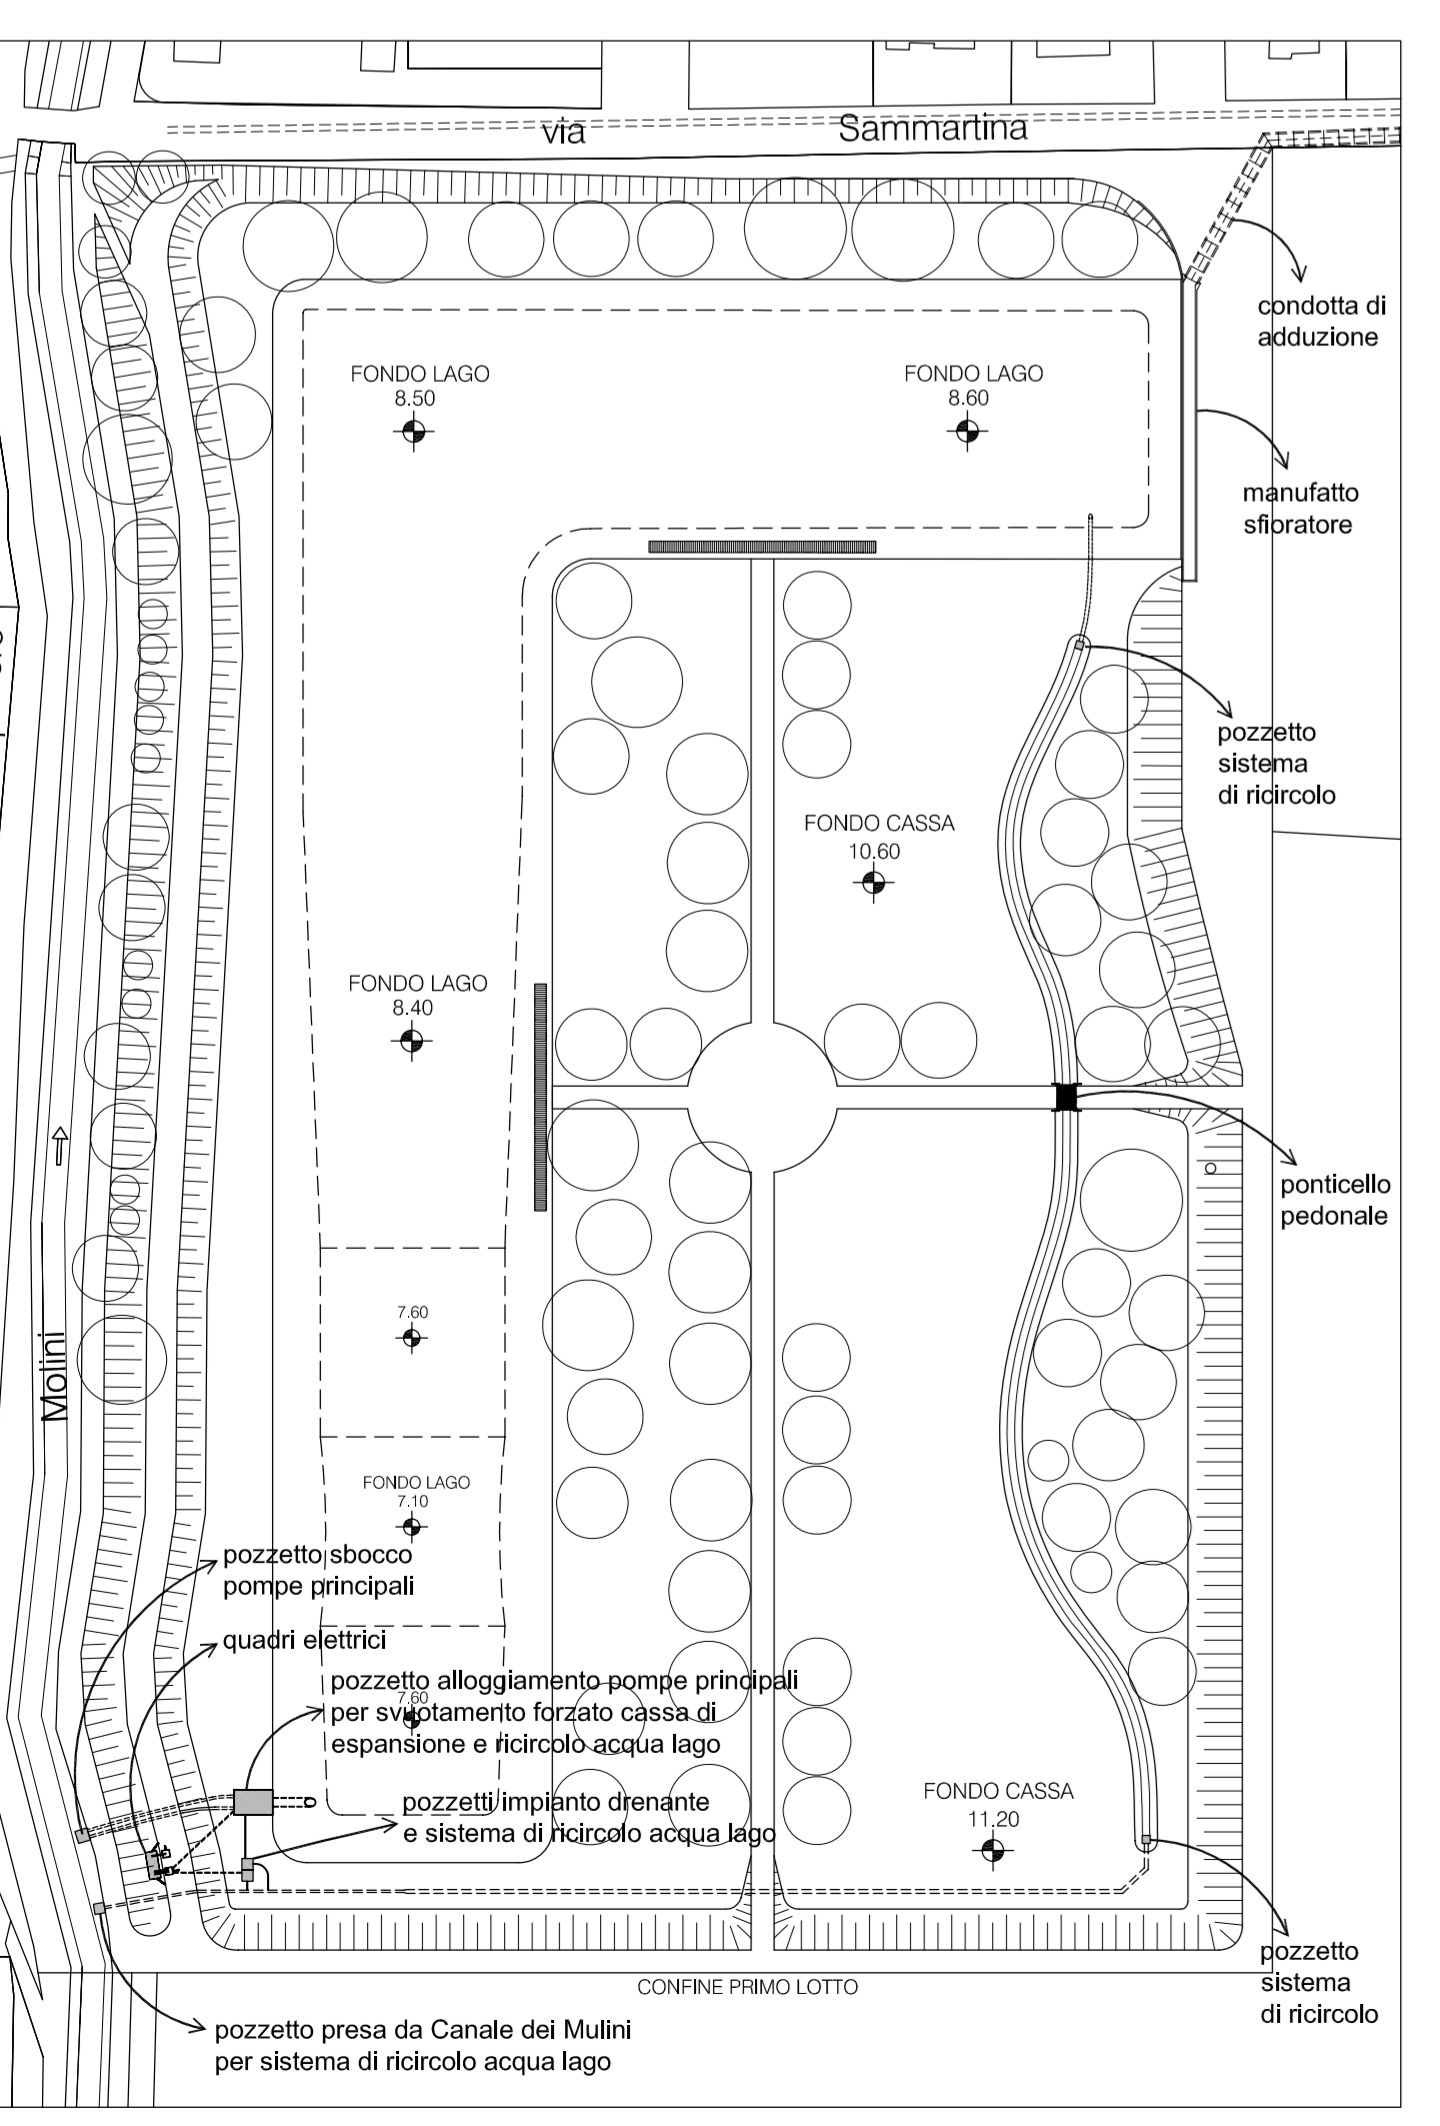 via Sammartina
condotta di
adduzione
FONDO LAGO
8.50
FONDO LAGO
8.60
manufatto
sfioratore
pozzetto
sistema
di ricircolo
FONDO CASSA
10.60
FONDO LAGO
8.40
ponticello
pedonale
7.60
Molini
FONDO LAGO
7.10
pozzetto sbocco
pompe principali
quadri elettrici
pozzetto alloggiamento pompe principali
per svuotamento forzato cassa di
espansione e ricircolo acqua lago
7.60
pozzetti impianto drenante
e sistema di ricircolo acqua lago
FONDO CASSA
11.20
pozzetto
sistema
di ricircolo
CONFINE PRIMO LOTTO
pozzetto presa da Canale dei Mulini
per sistema di ricircolo acqua lago